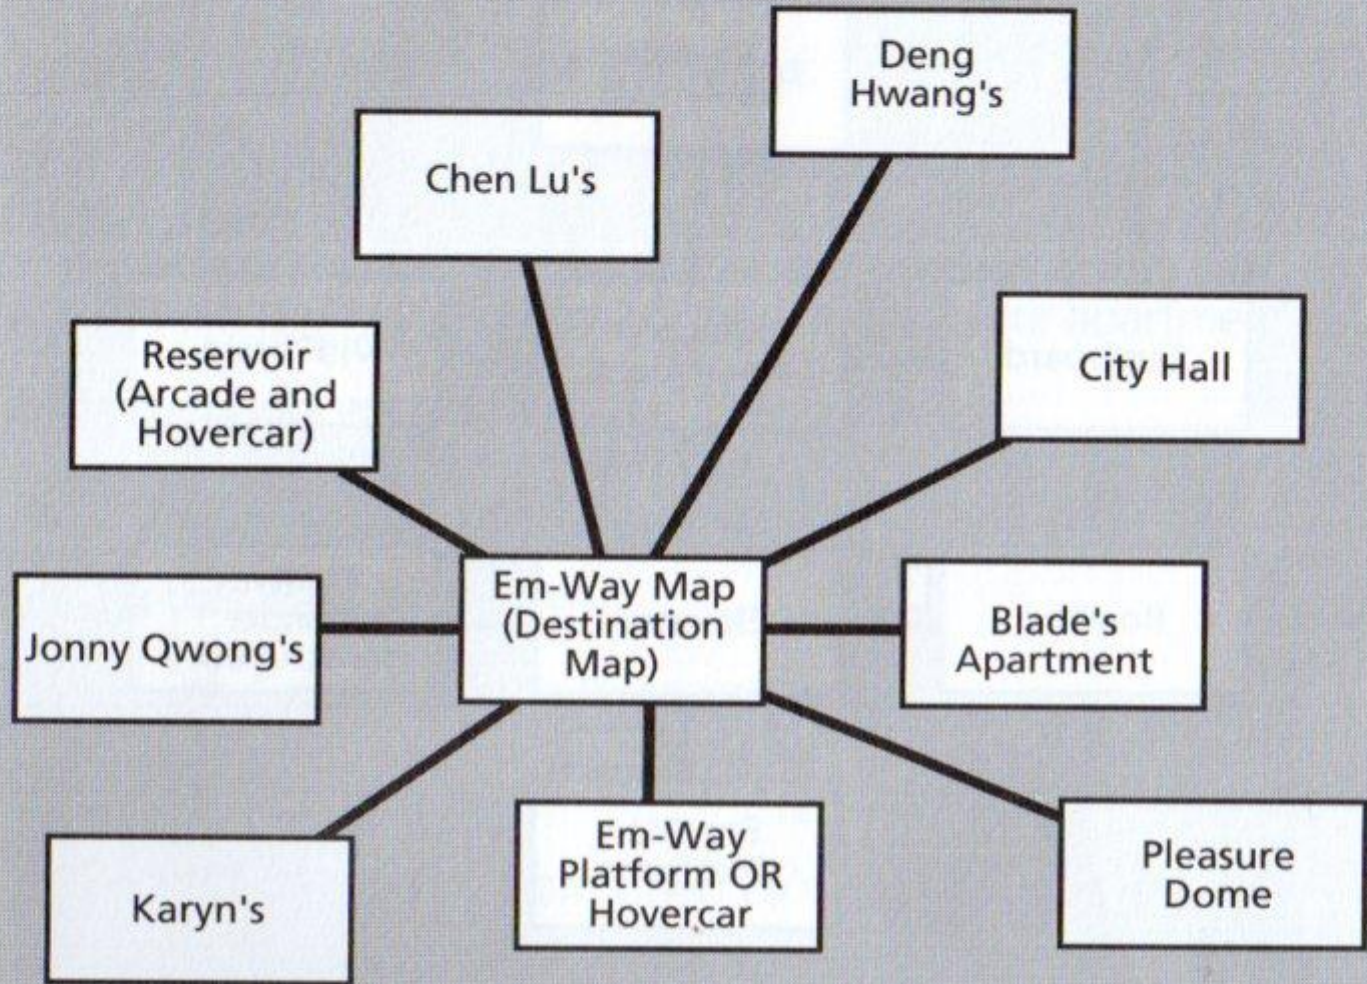 Deng
Hwang's
Chen Lu's
City Hall
Reservoir
(Arcade and
Hovercar)
Em-Way Map
(Destination
Map)
Jonny Qwong's
Blade's
Apartment
Em-Way
Platform OR
Hovercar
Pleasure
Dome
Karyn's